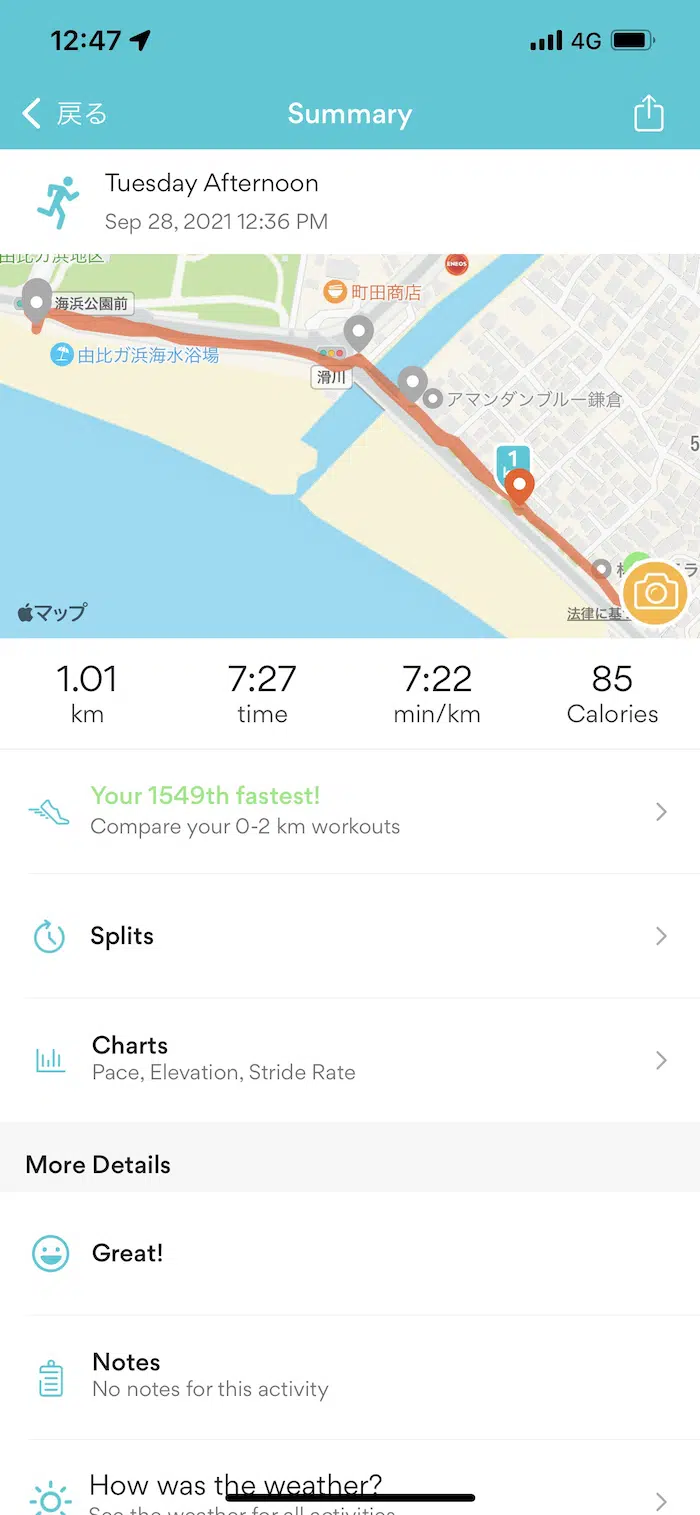 12:47
4G
戻る
Summary
Tuesday Afternoon
Sep 28, 2021 12:36 PM
由比ガ浜地区
ENEOS
海浜公園前
町田商店
由比ガ浜海水浴場
滑川
アマンダンブルー鎌倉
5
1
マップ
法律に基
1.01
7:27
7:22
85
km
time
min/km
Calories
Your 1549th fastest!
Compare your 0-2 km workouts
Splits
Charts
Pace, Elevation, Stride Rate
More Details
Great!
Notes
No notes for this activity
How was the weather?
See the weather for all activities